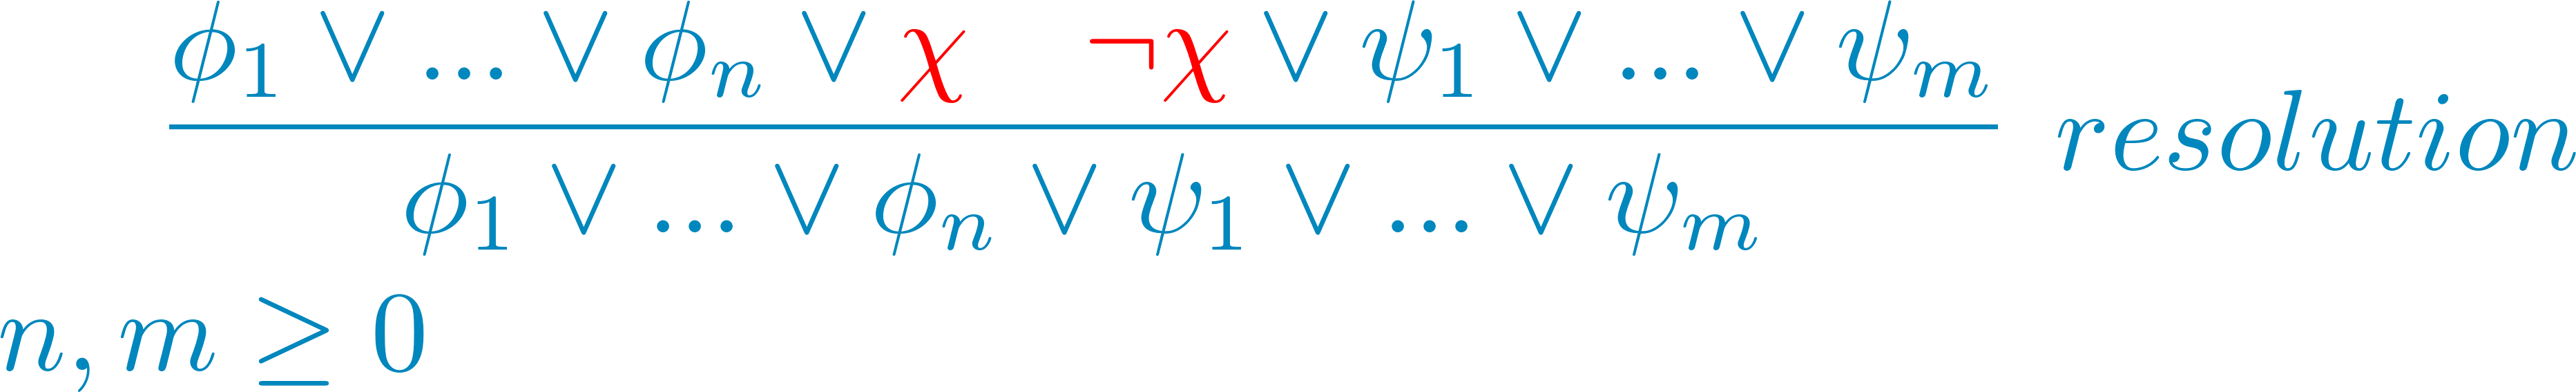 ϕ₁ ∨ ... ∨ ϕₙ ∨ χ   ¬χ ∨ ψ₁ ∨ ... ∨ ψₘ
ϕ₁ ∨ ... ∨ ϕₙ ∨ ψ₁ ∨ ... ∨ ψₘ   resolution
n, m ≥ 0